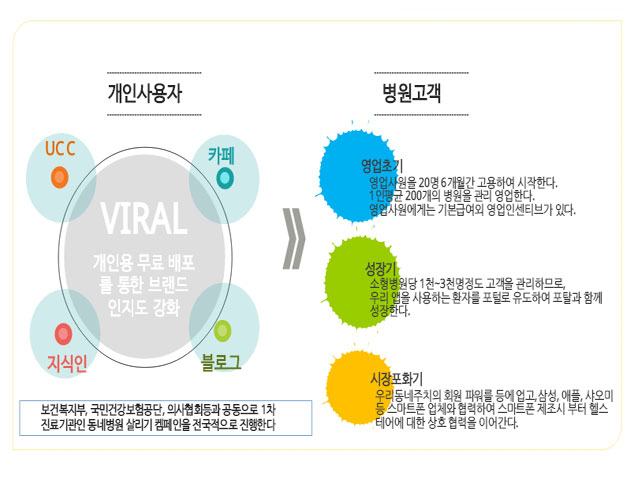 개인사용자
병원고객
UCC
카페
VIRAL
개인용 무료 배포
를 통한 브랜드
인지도 강화
지식인
블로그
보건복지부, 국민건강보험공단, 의사협회등과 공동으로 1차
진료기관인 동네병원 살리기 켐페인을 전국적으로 진행한다
영업초기
영업사원을 20명 6개월간 고용하여 시작한다.
1인평균 200개의 병원을 관리 영업한다.
영업사원에게는 기본급여외 영업인센티브가 있다.
성장기
소형병원당 1천~3천명정도 고객을 관리하므로,
우리 앱을 사용하는 환자를 포털로 유도하여 포탈과 함께
성장한다.
시장포화기
우리동네주치의 회원 파워를 등에 업고, 삼성, 애플, 샤오미
등 스마트폰 업체와 협력하여 스마트폰 제조시 부터 헬스
테어에 대한 상호 협력을 이어간다.